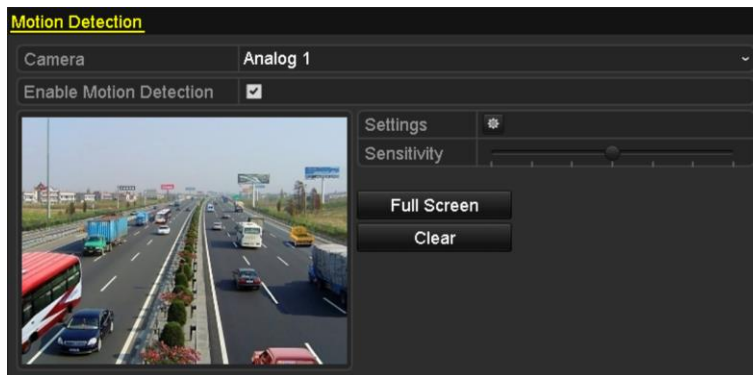 Motion Detection
Camera
Analog 1
Enable Motion Detection
Settings
Sensitivity
Full Screen
Clear